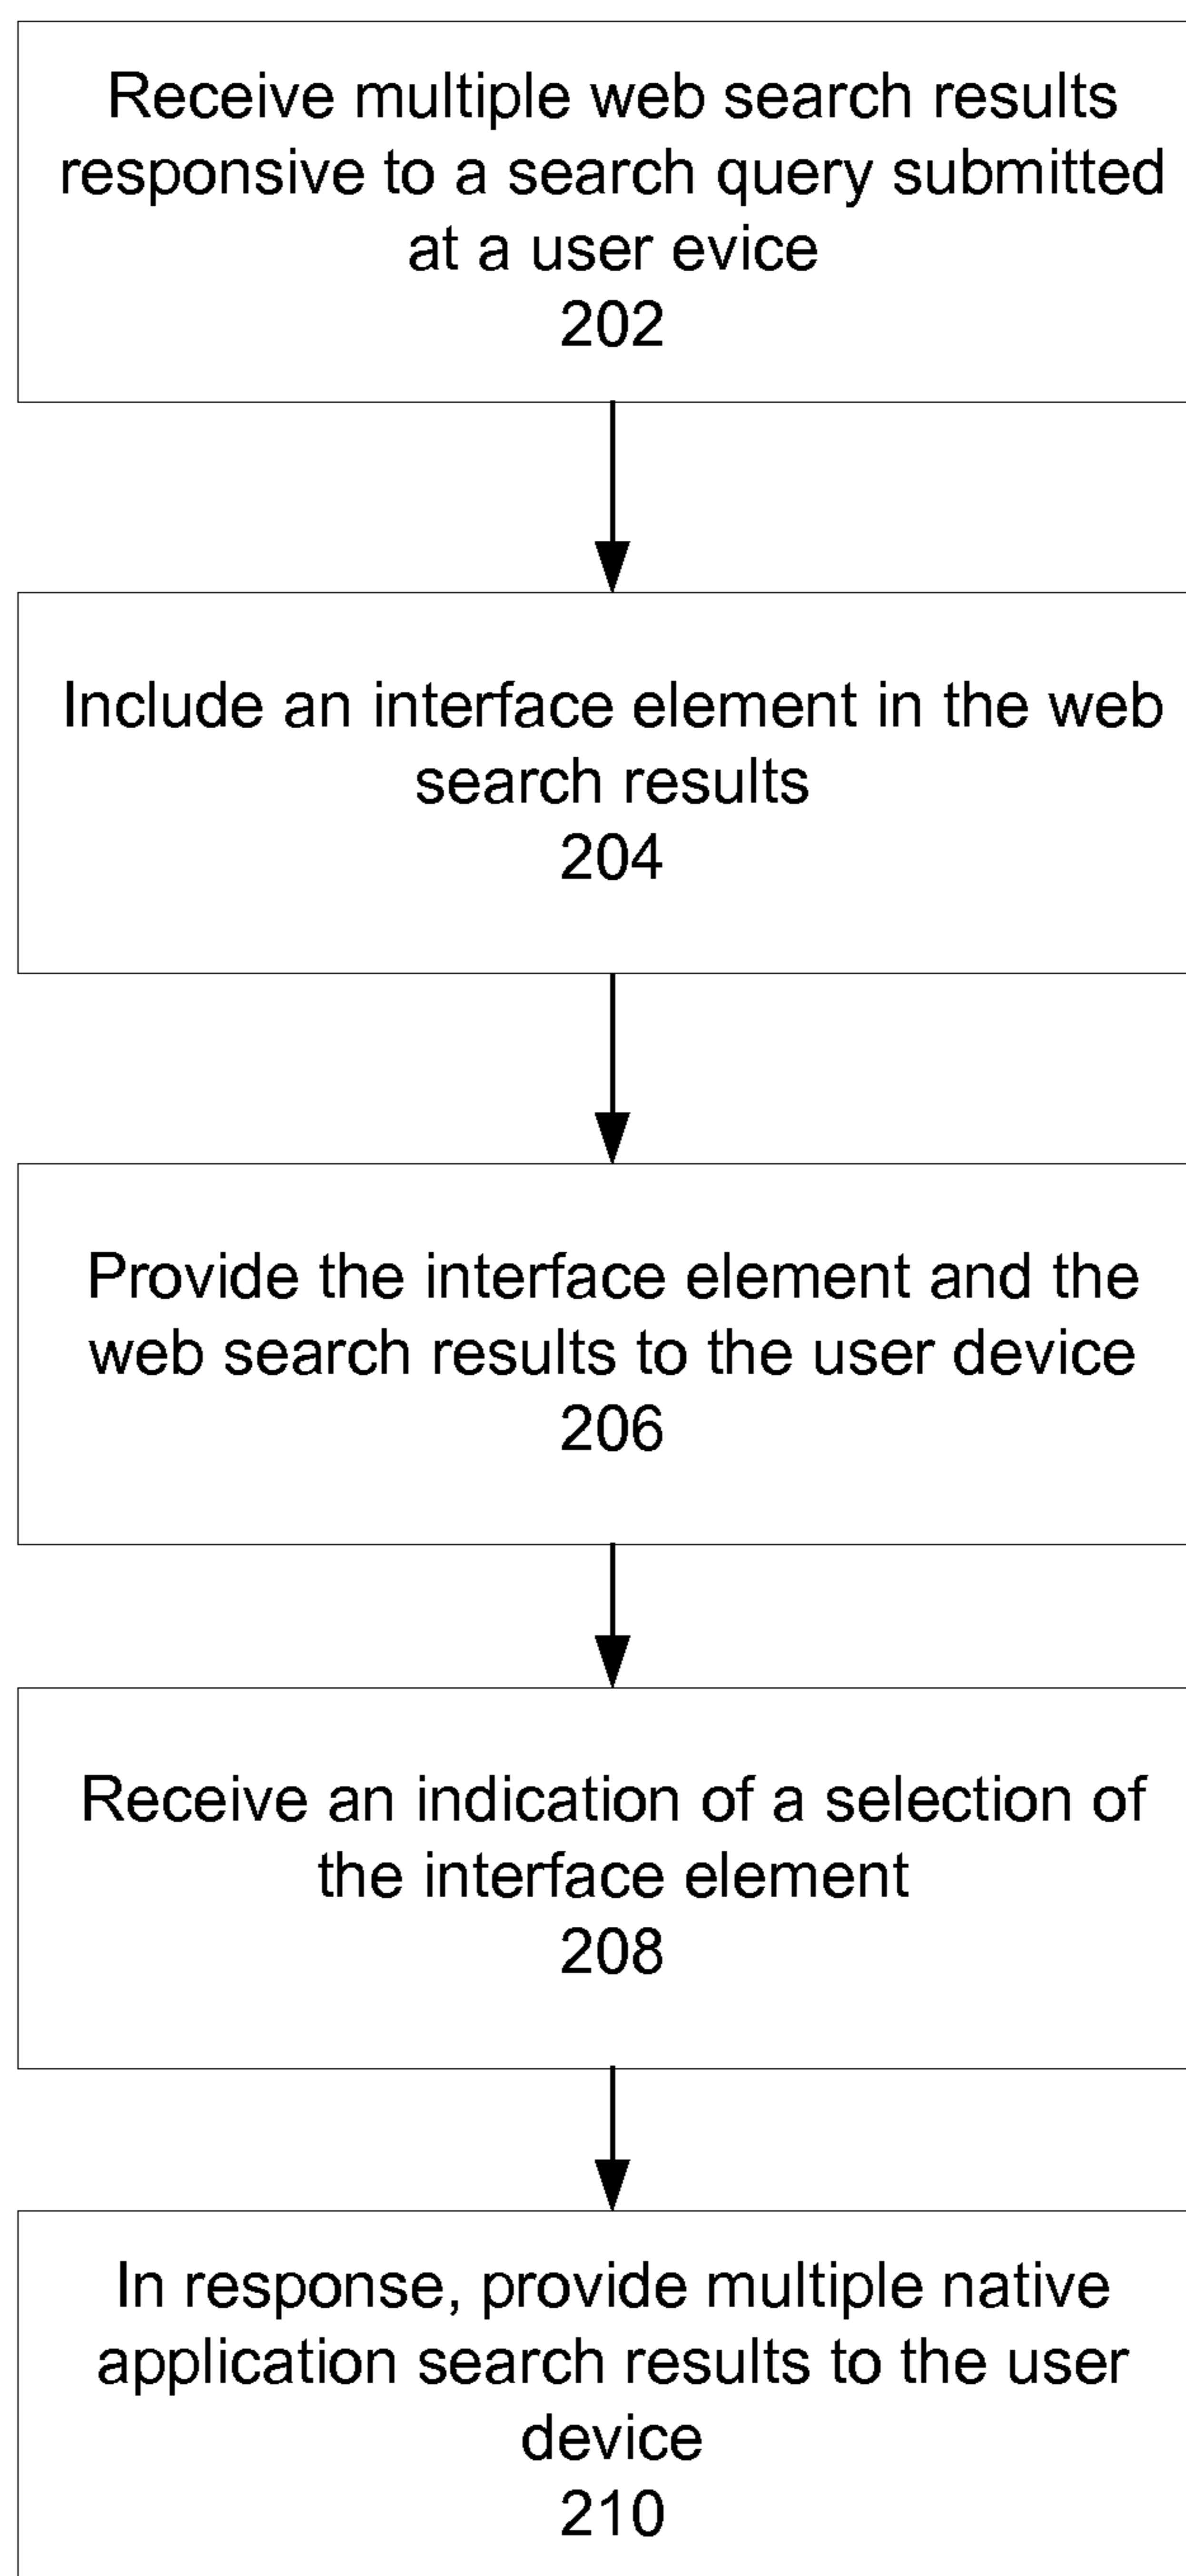 Receive multiple web search results
responsive to a search query submitted
at a user evice
202
Include an interface element in the web
search results
204
Provide the interface element and the
web search results to the user device
206
Receive an indication of a selection of
the interface element
208
In response, provide multiple native
application search results to the user
device
210